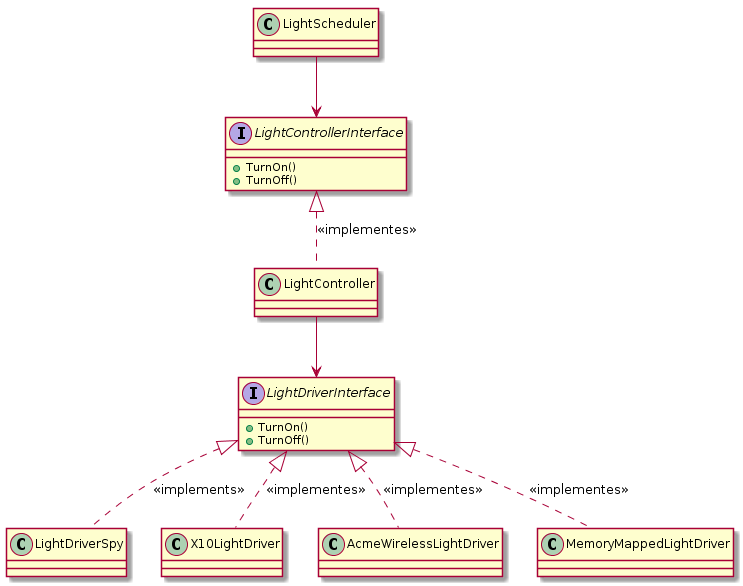 C LightScheduler
I LightControllerInterface
TurnOn()
TurnOff()
«implementes»
C LightController
I LightDriverInterface
TurnOn()
TurnOff()
«implements» «implementes» «implementes» «implementes»
C LightDriverSpy C X10LightDriver C AcmeWirelessLightDriver C MemoryMappedLightDriver